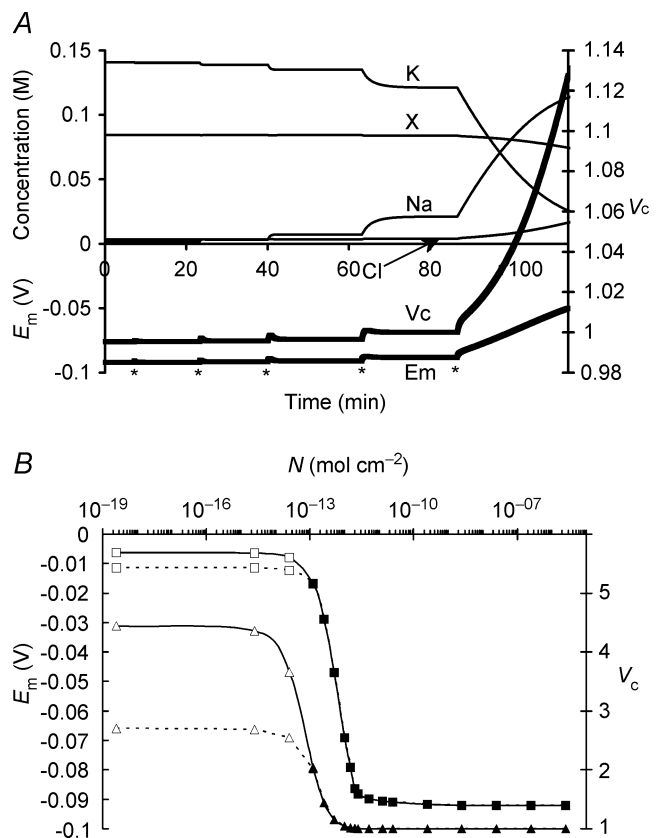 A
0.15
0.1
0.05
0
-0.05
-0.1
Concentration (M)
Em (V)
K
X
Na
Cl
Vc
Em
0 20 40 60 80 100
* * * * *
Time (min)
1.14
1.12
1.1
1.08
1.06
1.04
1.02
1
0.98
Vc
B
N (mol cm−2)
10−19 10−16 10−13 10−10 10−07
0
-0.01
-0.02
-0.03
-0.04
-0.05
-0.06
-0.07
-0.08
-0.09
-0.1
Em (V)
5
4
3
2
1
Vc